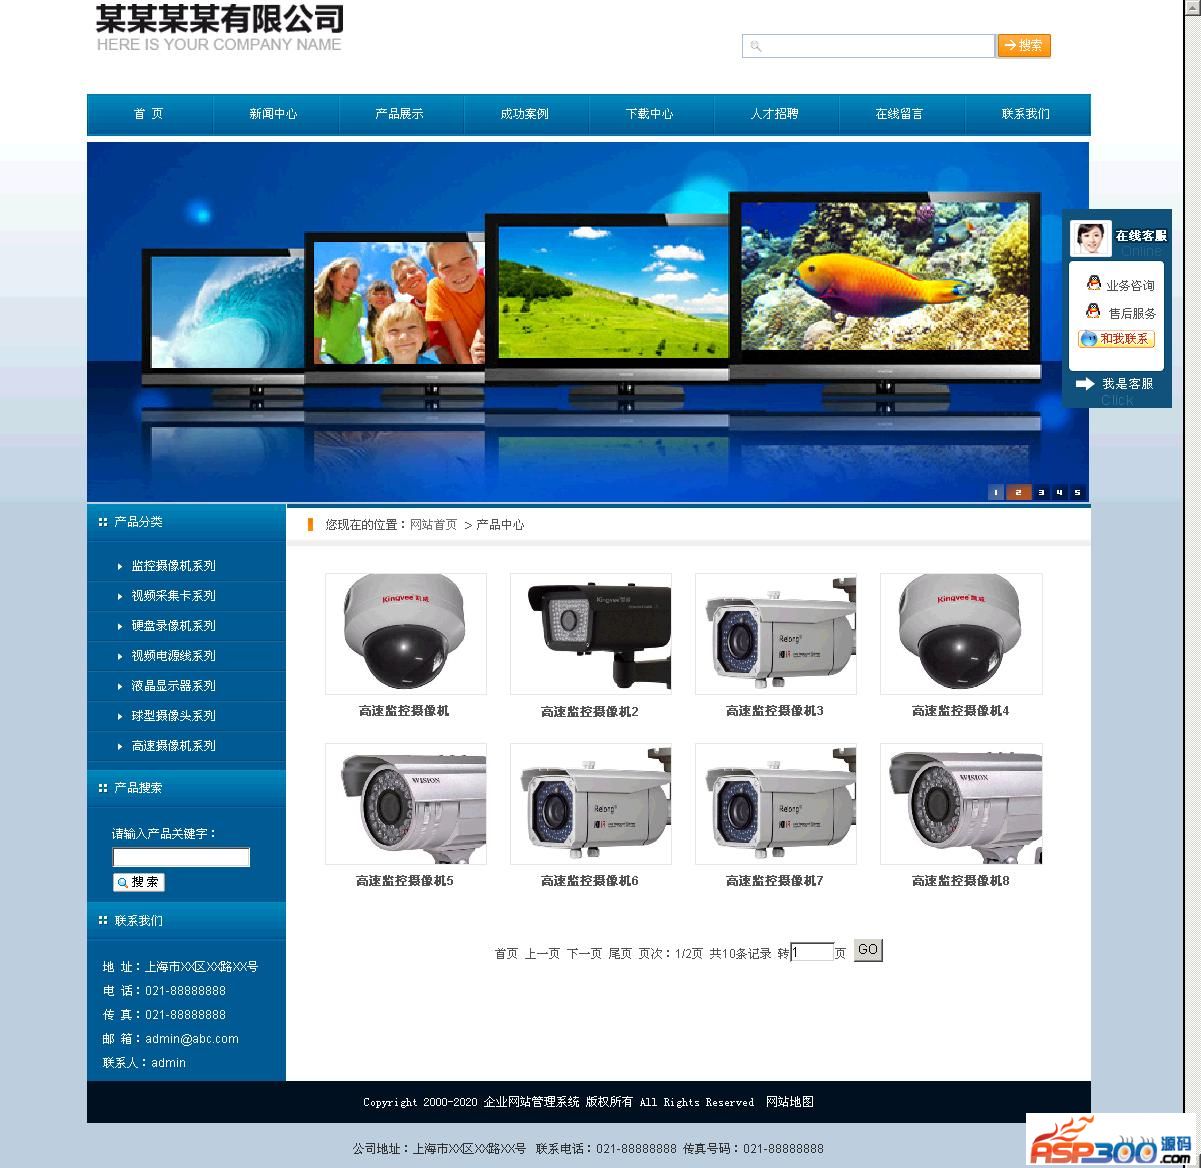 某某某某有限公司
HERE IS YOUR COMPANY NAME
搜索
首 页 新闻中心 产品展示 成功案例 下载中心 人才招聘 在线留言 联系我们
在线客服
Online
业务咨询
售后服务
和我联系
我是客服
Click
1 2 3 4 5
产品分类
监控摄像机系列
视频采集卡系列
硬盘录像机系列
视频电源线系列
液晶显示器系列
球型摄像头系列
高速摄像机系列
产品搜索
请输入产品关键字：
搜 索
联系我们
地 址：上海市XX区XX路XX号
电 话：021-88888888
传 真：021-88888888
邮 箱：admin@abc.com
联系人：admin
您现在的位置：网站首页 > 产品中心
Kingvee 凯威
Kingvee
Relong
Kingvee 凯威
高速监控摄像机 高速监控摄像机2 高速监控摄像机3 高速监控摄像机4
WISION
Relong
Relong
WISION
高速监控摄像机5 高速监控摄像机6 高速监控摄像机7 高速监控摄像机8
首页 上一页 下一页 尾页 页次：1/2页 共10条记录 转1页 GO
Copyright 2000-2020 企业网站管理系统 版权所有 All Rights Reserved 网站地图
公司地址：上海市XX区XX路XX号 联系电话：021-88888888 传真号码：021-88888888
ASP300源码
.com